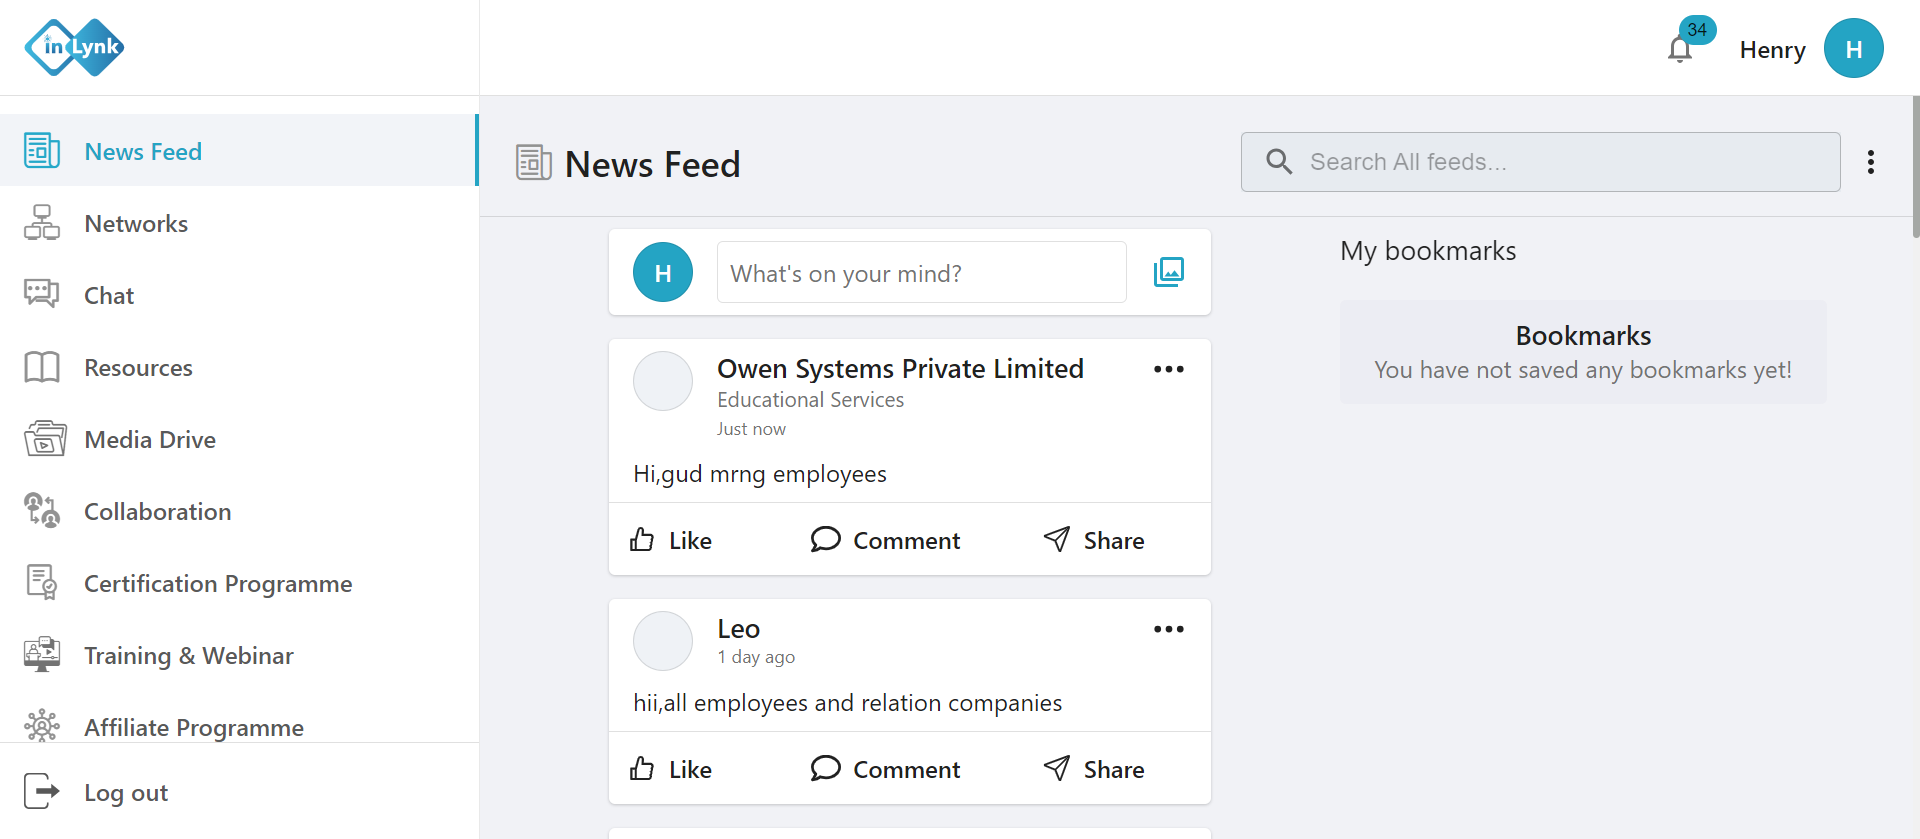 in Lynk
34
Henry
H
News Feed
Networks
Chat
Resources
Media Drive
Collaboration
Certification Programme
Training & Webinar
Affiliate Programme
Log out
News Feed
Search All feeds...
H
What's on your mind?
Owen Systems Private Limited
Educational Services
Just now
Hi,gud mrng employees
Like
Comment
Share
Leo
1 day ago
hii,all employees and relation companies
Like
Comment
Share
My bookmarks
Bookmarks
You have not saved any bookmarks yet!